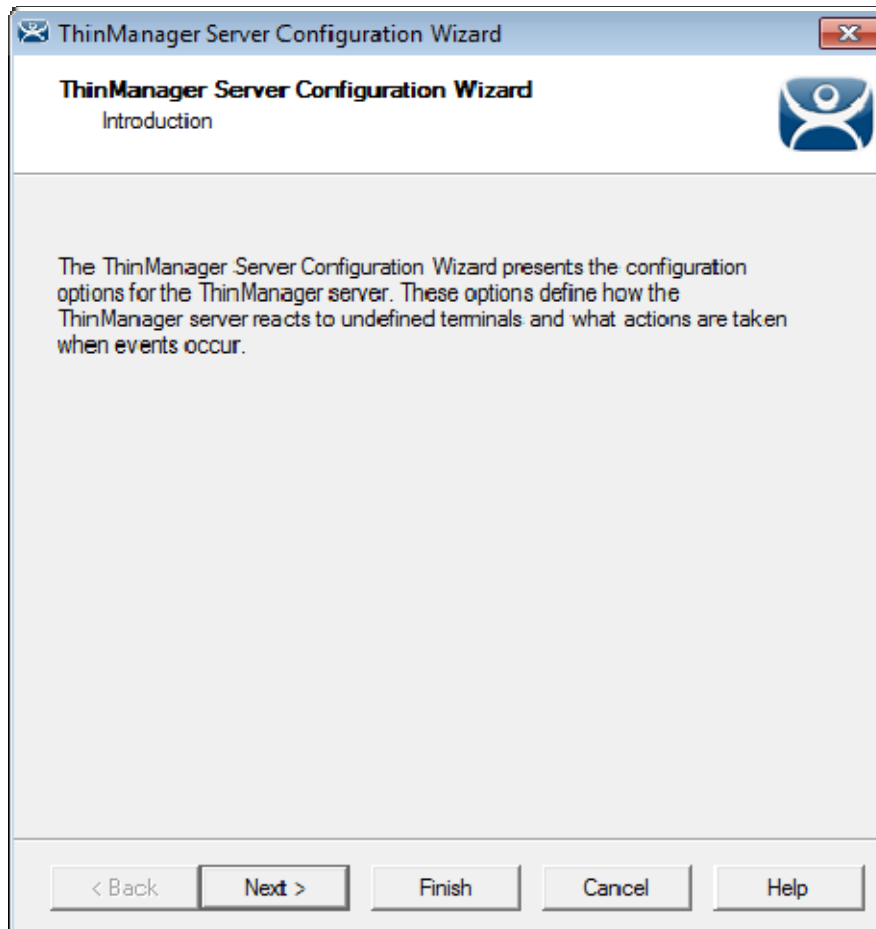 ThinManager Server Configuration Wizard
ThinManager Server Configuration Wizard
Introduction
The ThinManager Server Configuration Wizard presents the configuration
options for the ThinManager server. These options define how the
ThinManager server reacts to undefined terminals and what actions are taken
when events occur.
< Back Next > Finish Cancel Help